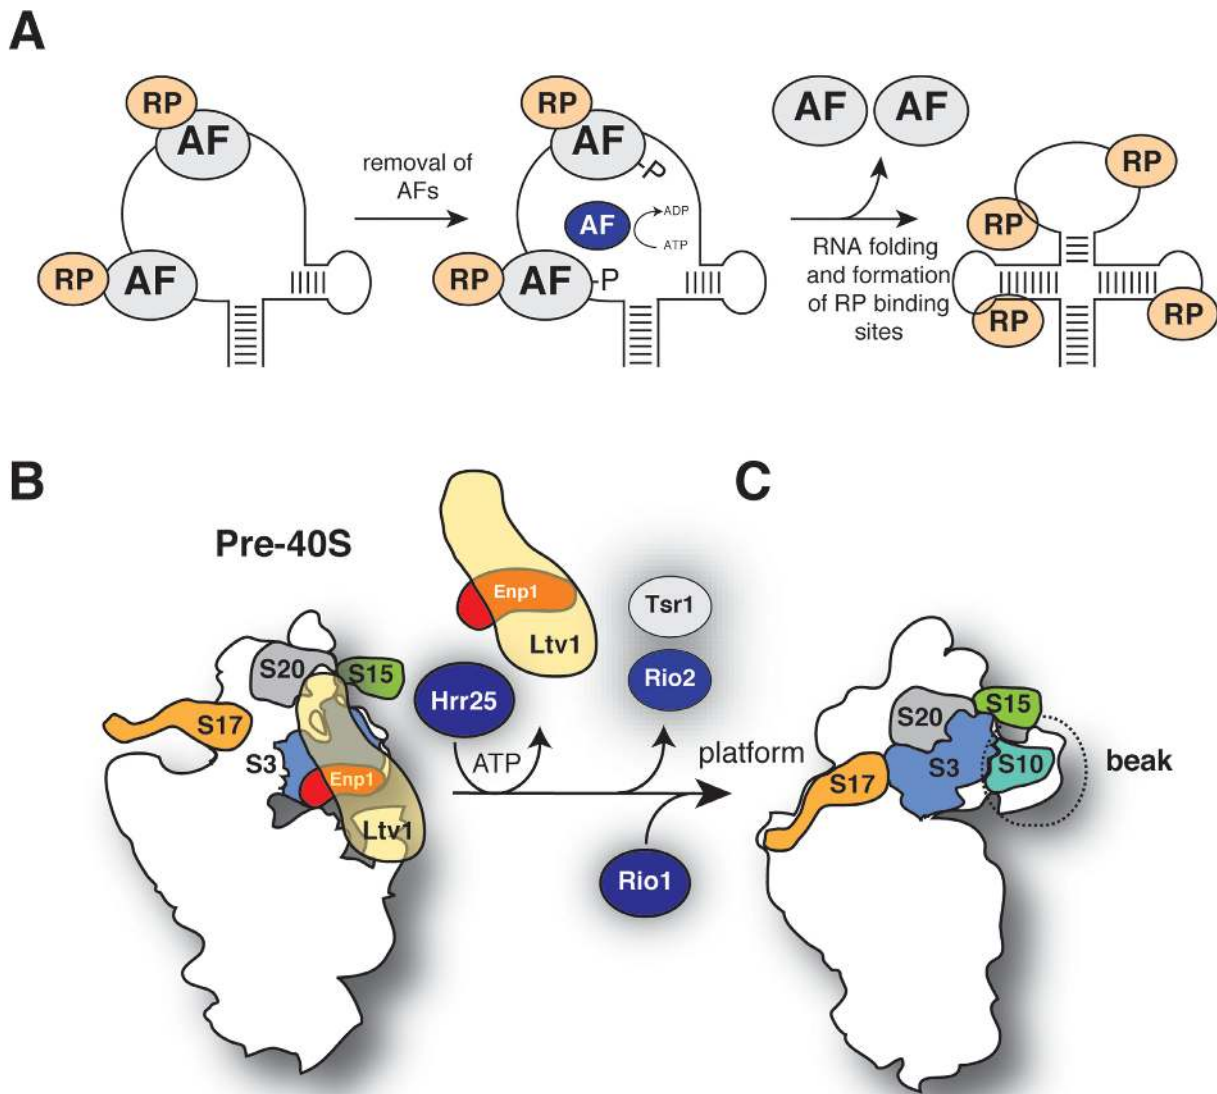 A
RP
AF
RP
AF
removal of
AFs
RP
AF
-P
AF
ADP
ATP
RP
AF
-P
AF
AF
RNA folding
and formation
of RP binding
sites
RP
RP
RP
RP
B
Pre-40S
S20
S15
S17
S3
Enp1
Ltv1
Enp1
Ltv1
Hrr25
ATP
Tsr1
Rio2
Rio1
C
platform
S15
S20
S10
S3
S17
beak